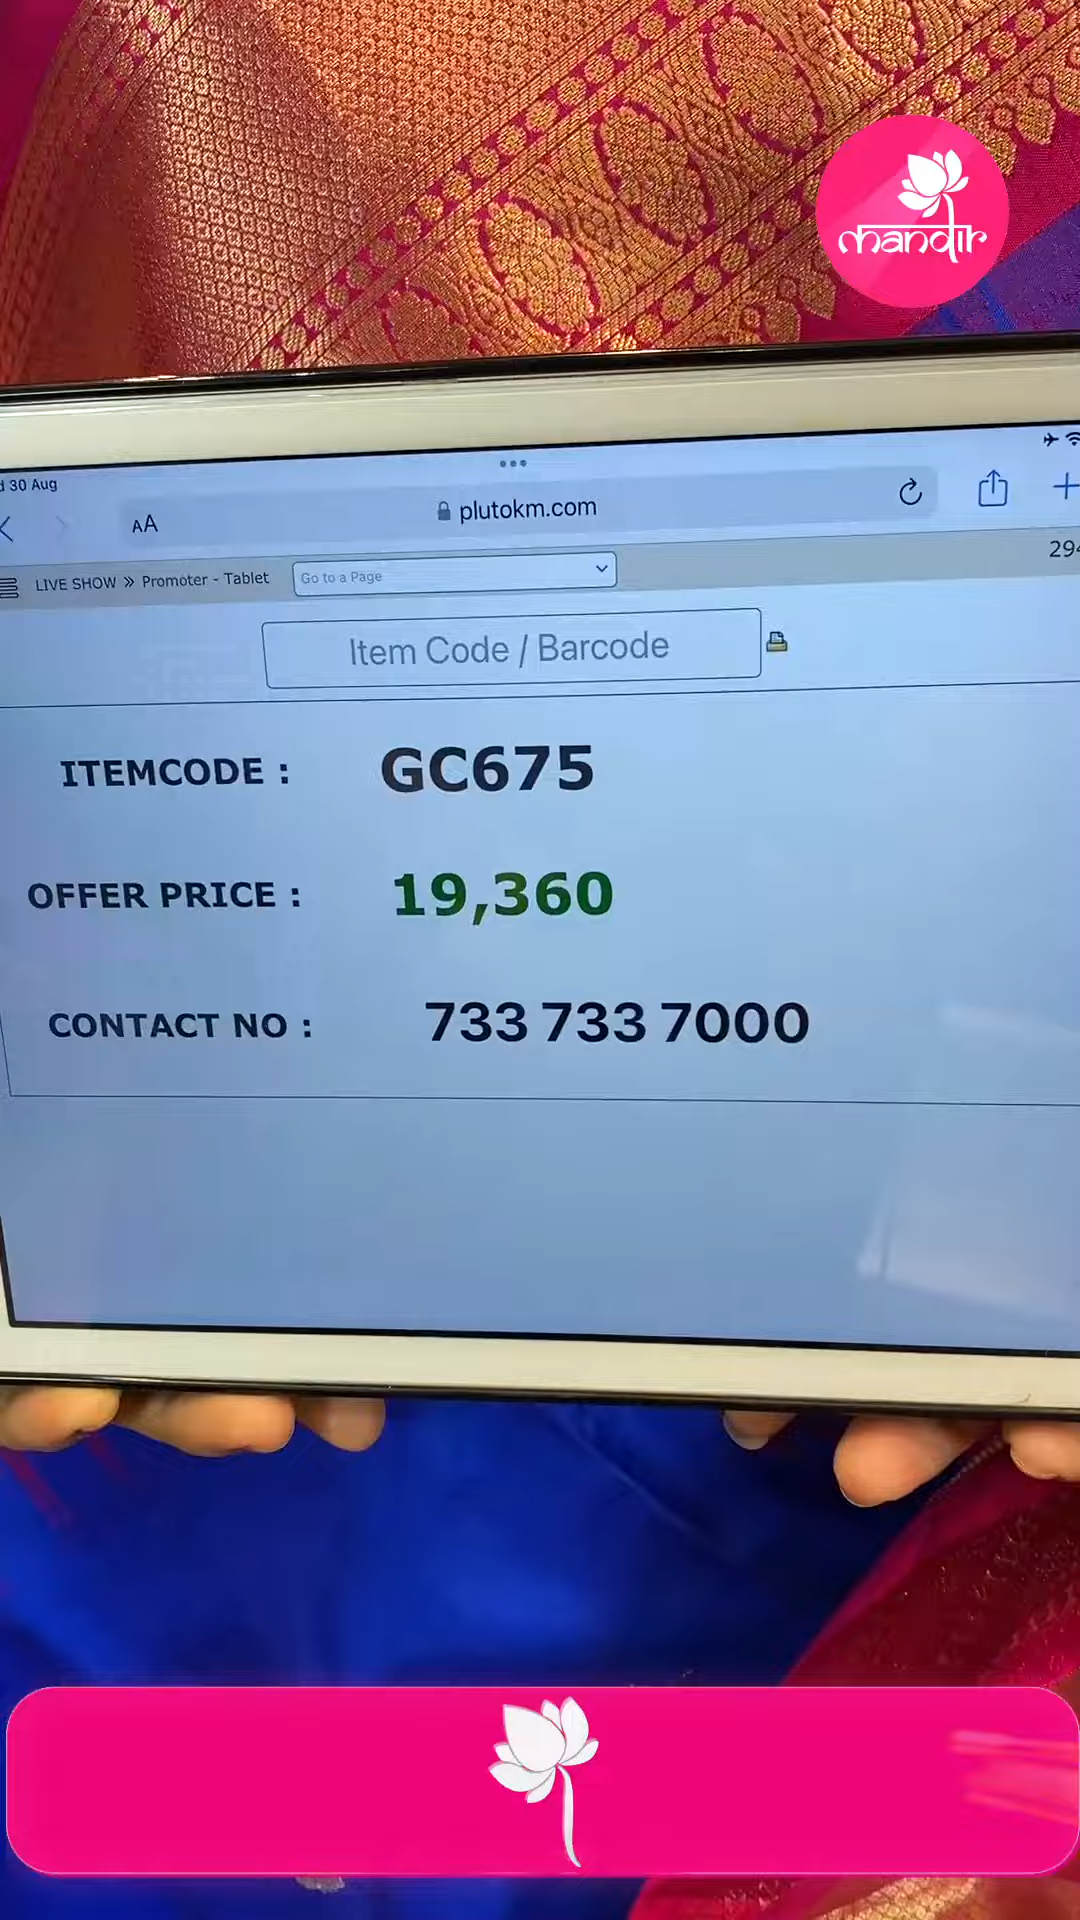 mandir
30 Aug
AA
plutokm.com
LIVE SHOW » Promoter - Tablet
Go to a Page
Item Code / Barcode
ITEMCODE :
GC675
OFFER PRICE :
19,360
CONTACT NO :
733 733 7000